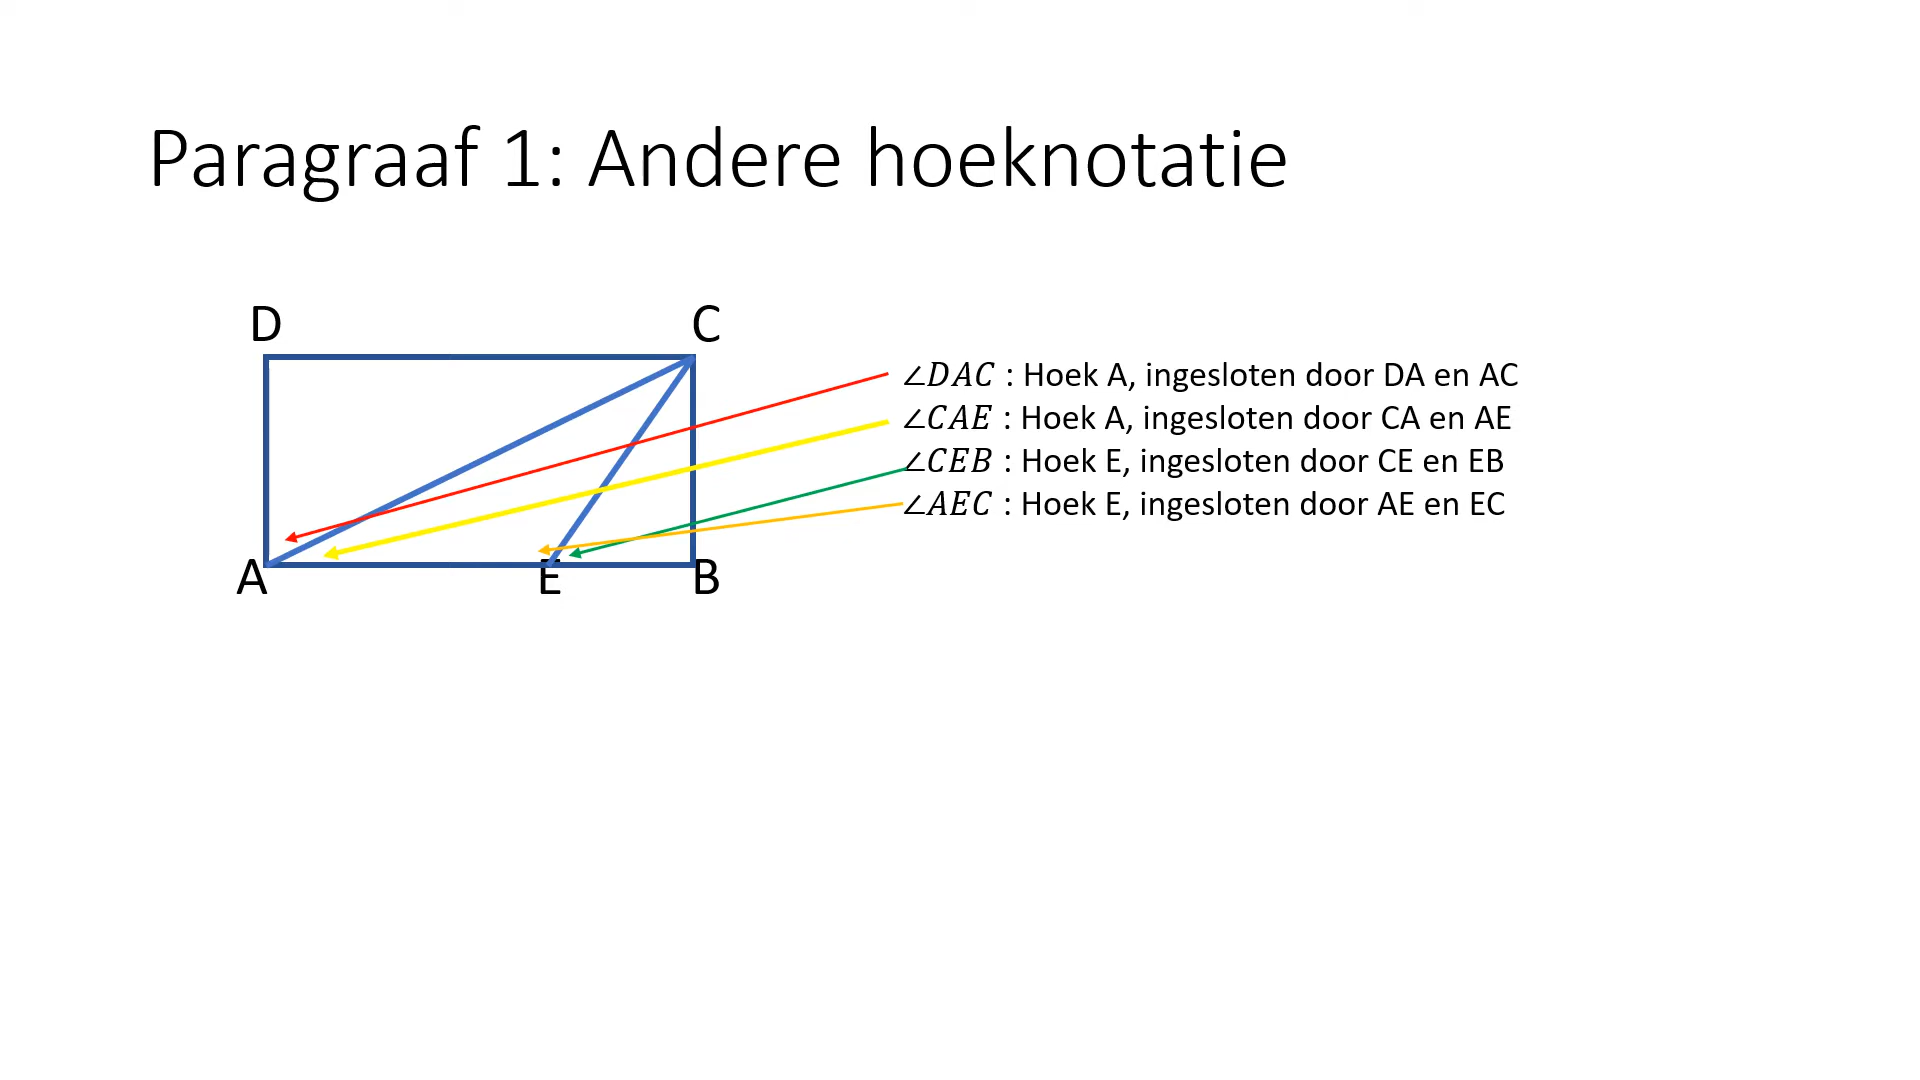 Paragraaf 1: Andere hoeknotatie
D
C
∠DAC : Hoek A, ingesloten door DA en AC
∠CAE : Hoek A, ingesloten door CA en AE
∠CEB : Hoek E, ingesloten door CE en EB
∠AEC : Hoek E, ingesloten door AE en EC
A
E
B